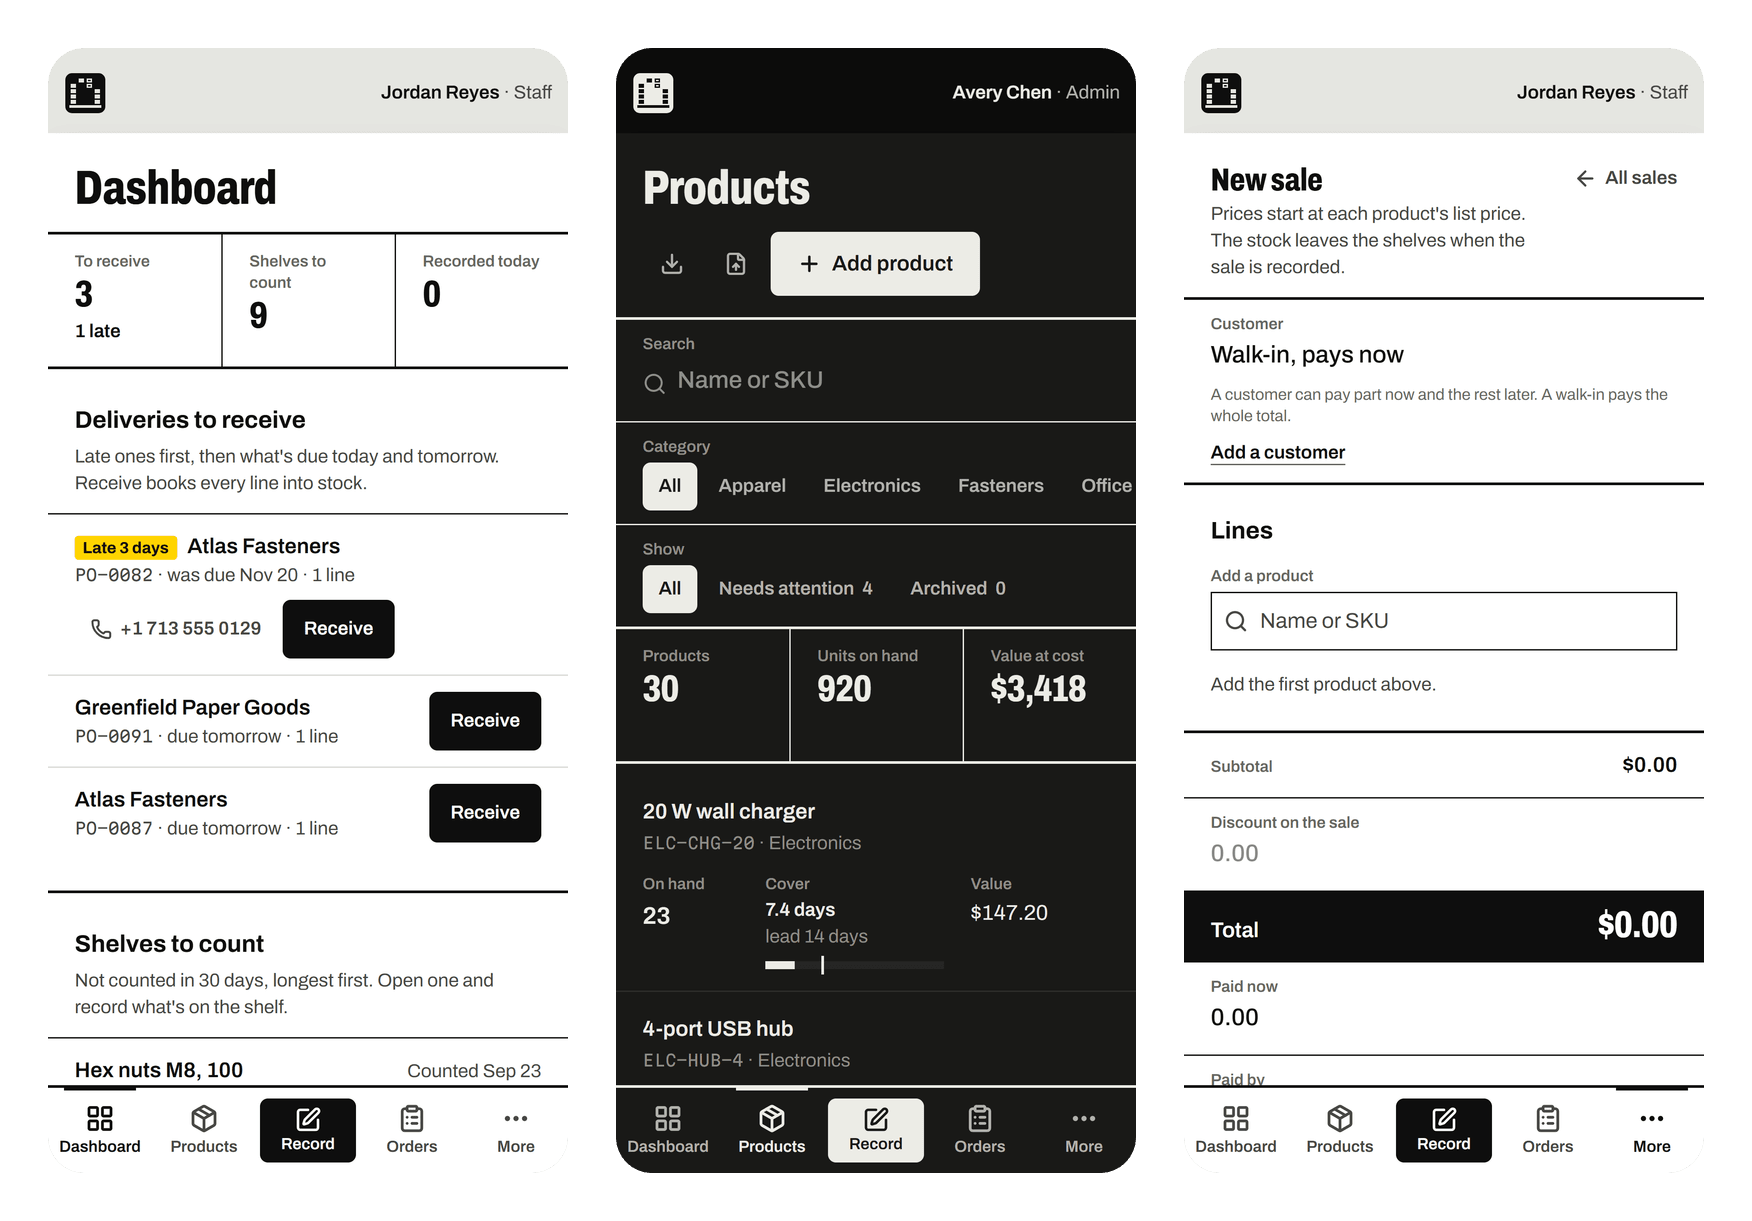 Jordan Reyes · Staff
Dashboard
To receive
3
1 late
Shelves to
count
9
Recorded today
0
Deliveries to receive
Late ones first, then what's due today and tomorrow.
Receive books every line into stock.
Late 3 days Atlas Fasteners
PO-0082 · was due Nov 20 · 1 line
+1 713 555 0129 Receive
Greenfield Paper Goods
PO-0091 · due tomorrow · 1 line
Receive
Atlas Fasteners
PO-0087 · due tomorrow · 1 line
Receive
Shelves to count
Not counted in 30 days, longest first. Open one and
record what's on the shelf.
Hex nuts M8, 100 Counted Sep 23
Dashboard Products Record Orders More
Avery Chen · Admin
Products
Add product
Search
Name or SKU
Category
All Apparel Electronics Fasteners Office
Show
All Needs attention 4 Archived 0
Products
30
Units on hand
920
Value at cost
$3,418
20 W wall charger
ELC-CHG-20 · Electronics
On hand
23
Cover
7.4 days
lead 14 days
Value
$147.20
4-port USB hub
ELC-HUB-4 · Electronics
Dashboard Products Record Orders More
Jordan Reyes · Staff
New sale
All sales
Prices start at each product's list price.
The stock leaves the shelves when the
sale is recorded.
Customer
Walk-in, pays now
A customer can pay part now and the rest later. A walk-in pays the
whole total.
Add a customer
Lines
Add a product
Name or SKU
Add the first product above.
Subtotal $0.00
Discount on the sale
0.00
Total $0.00
Paid now
0.00
Paid by
Dashboard Products Record Orders More